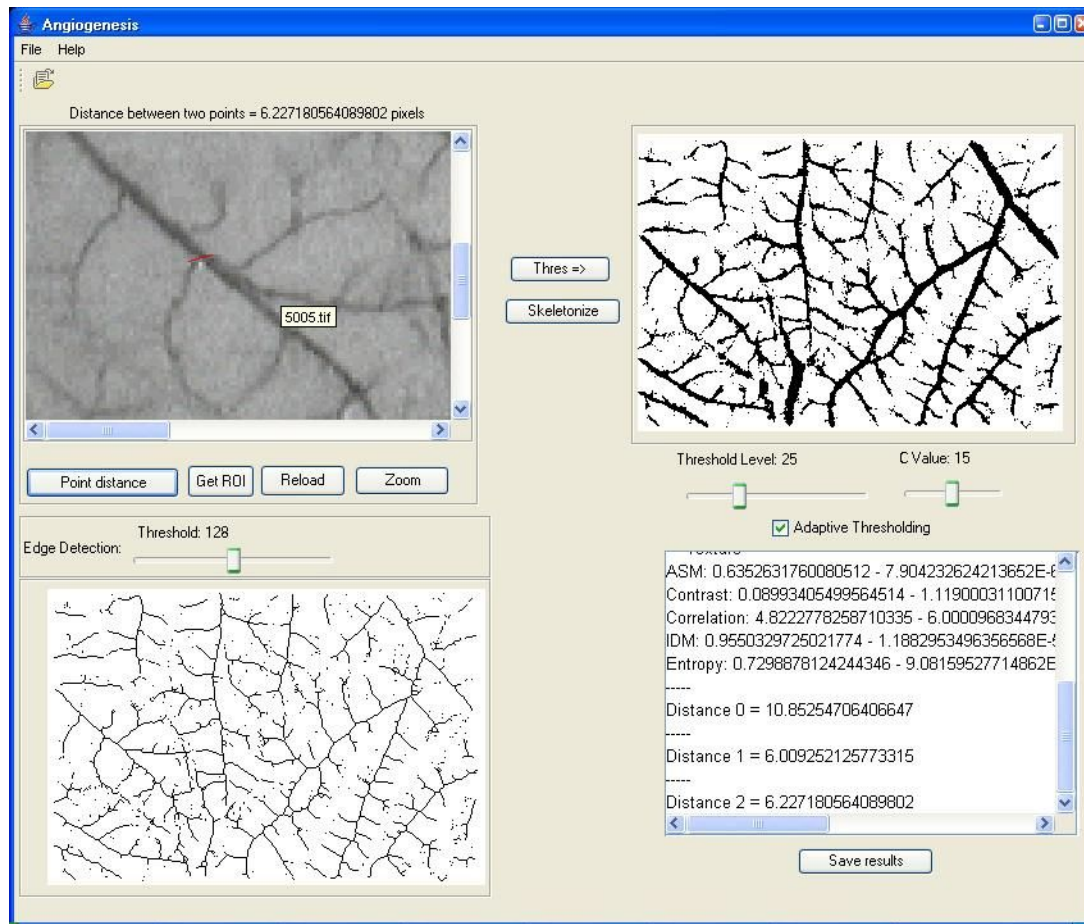 Angiogenesis
File Help
Distance between two points = 6.227180564089802 pixels
5005.tif
Thres =>
Skeletonize
Point distance Get ROI Reload Zoom
Threshold Level: 25 C Value: 15
Adaptive Thresholding
Edge Detection: Threshold: 128
Texture
ASM: 0.6352631760080512 - 7.904232624213652E-6
Contrast: 0.08993405499564514 - 1.11900031100715
Correlation: 4.8222778258710335 - 6.0000968344793
IDM: 0.9550329725021774 - 1.1882953496356568E-5
Entropy: 0.7298878124244346 - 9.08159527714862E
-----
Distance 0 = 10.85254706406647
-----
Distance 1 = 6.009252125773315
-----
Distance 2 = 6.227180564089802
Save results